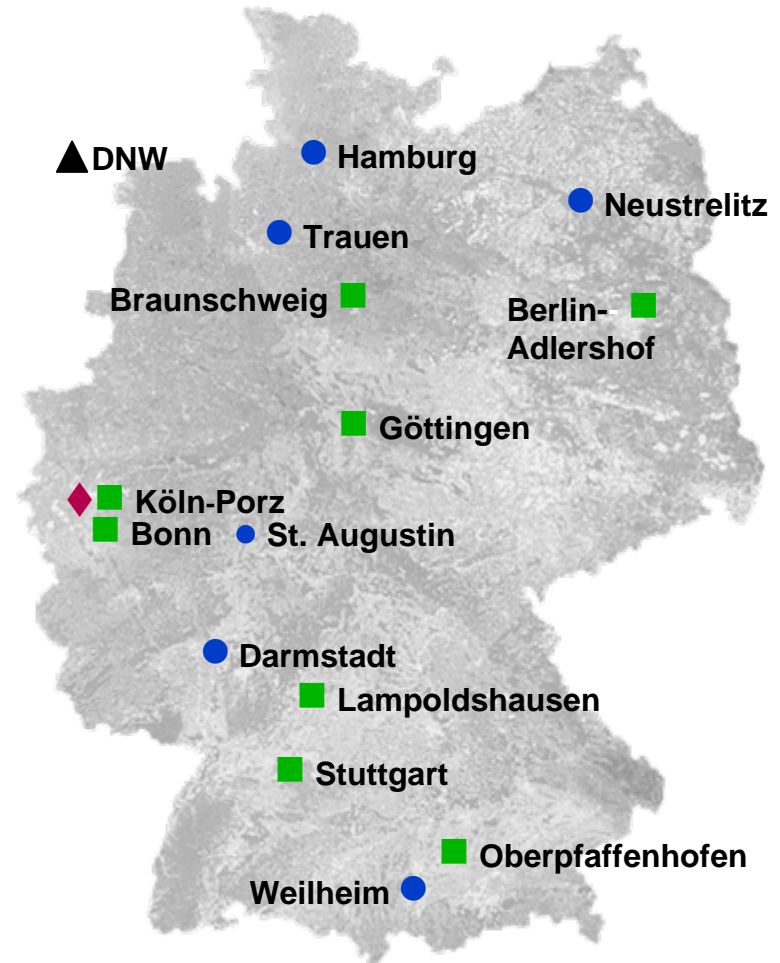 DNW
Hamburg
Neustrelitz
Trauen
Braunschweig
Berlin-
Adlershof
Göttingen
Köln-Porz
Bonn
St. Augustin
Darmstadt
Lampoldshausen
Stuttgart
Oberpfaffenhofen
Weilheim